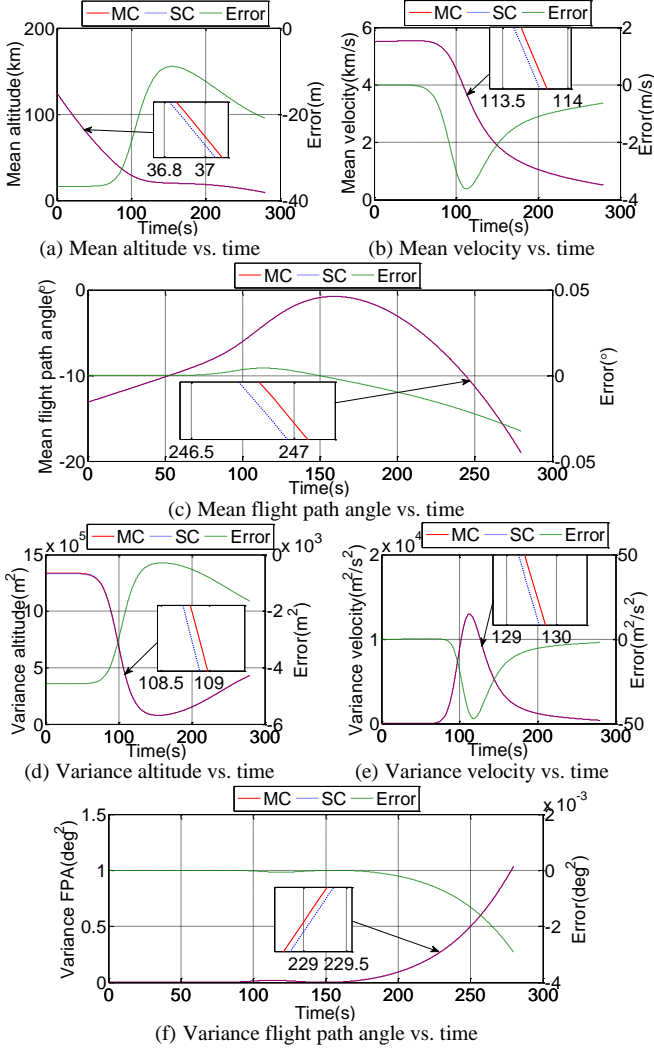 MC SC Error
MC SC Error
200
100
0
Mean altitude(km)
0
-20
-40
Error(m)
36.8 37
0 100 200 300
Time(s)
(a) Mean altitude vs. time
6
4
2
0
Mean velocity(km/s)
2
0
-2
-4
Error(m/s)
113.5 114
0 100 200 300
Time(s)
(b) Mean velocity vs. time
MC SC Error
0
-10
-20
Mean flight path angle(°)
0.05
0
-0.05
Error(°)
246.5 247
0 50 100 150 200 250 300
Time(s)
(c) Mean flight path angle vs. time
MC SC Error
x 10^5
x 10^3
15
10
5
0
Variance altitude(m^2)
0
-2
-4
-6
Error(m^2)
108.5 109
0 100 200 300
Time(s)
(d) Variance altitude vs. time
MC SC Error
x 10^4
2
1
0
Variance velocity(m^2/s^2)
50
0
-50
Error(m^2/s^2)
129 130
0 100 200 300
Time(s)
(e) Variance velocity vs. time
MC SC Error
x 10^-3
1.5
1
0.5
0
Variance FPA(deg^2)
2
0
-2
-4
Error(deg^2)
229 229.5
0 50 100 150 200 250 300
Time(s)
(f) Variance flight path angle vs. time